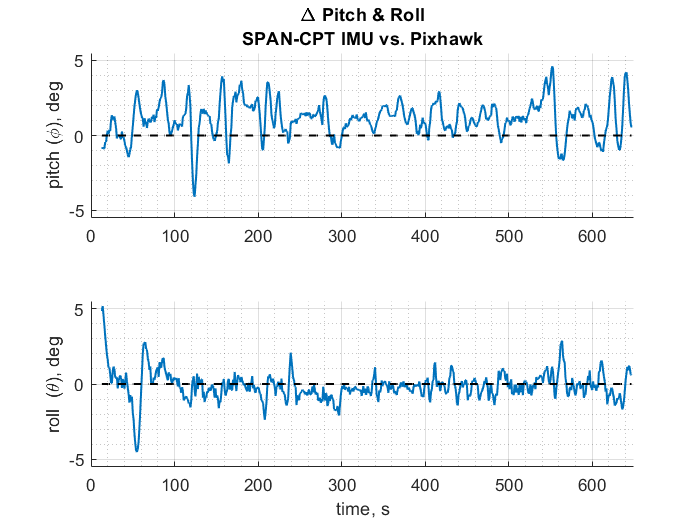 Δ Pitch & Roll
SPAN-CPT IMU vs. Pixhawk
pitch (ϕ), deg
5
0
-5
0 100 200 300 400 500 600
roll (θ), deg
5
0
-5
0 100 200 300 400 500 600
time, s